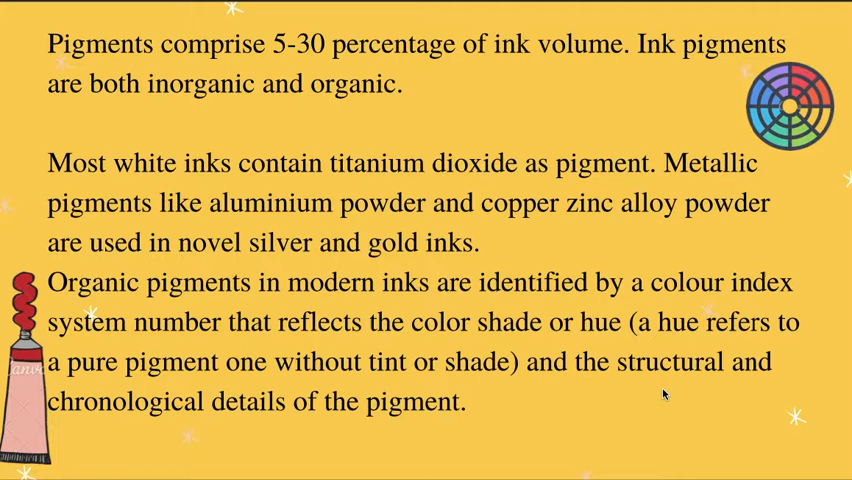 Pigments comprise 5-30 percentage of ink volume. Ink pigments
are both inorganic and organic.
Most white inks contain titanium dioxide as pigment. Metallic
pigments like aluminium powder and copper zinc alloy powder
are used in novel silver and gold inks.
Organic pigments in modern inks are identified by a colour index
system number that reflects the color shade or hue (a hue refers to
a pure pigment one without tint or shade) and the structural and
chronological details of the pigment.